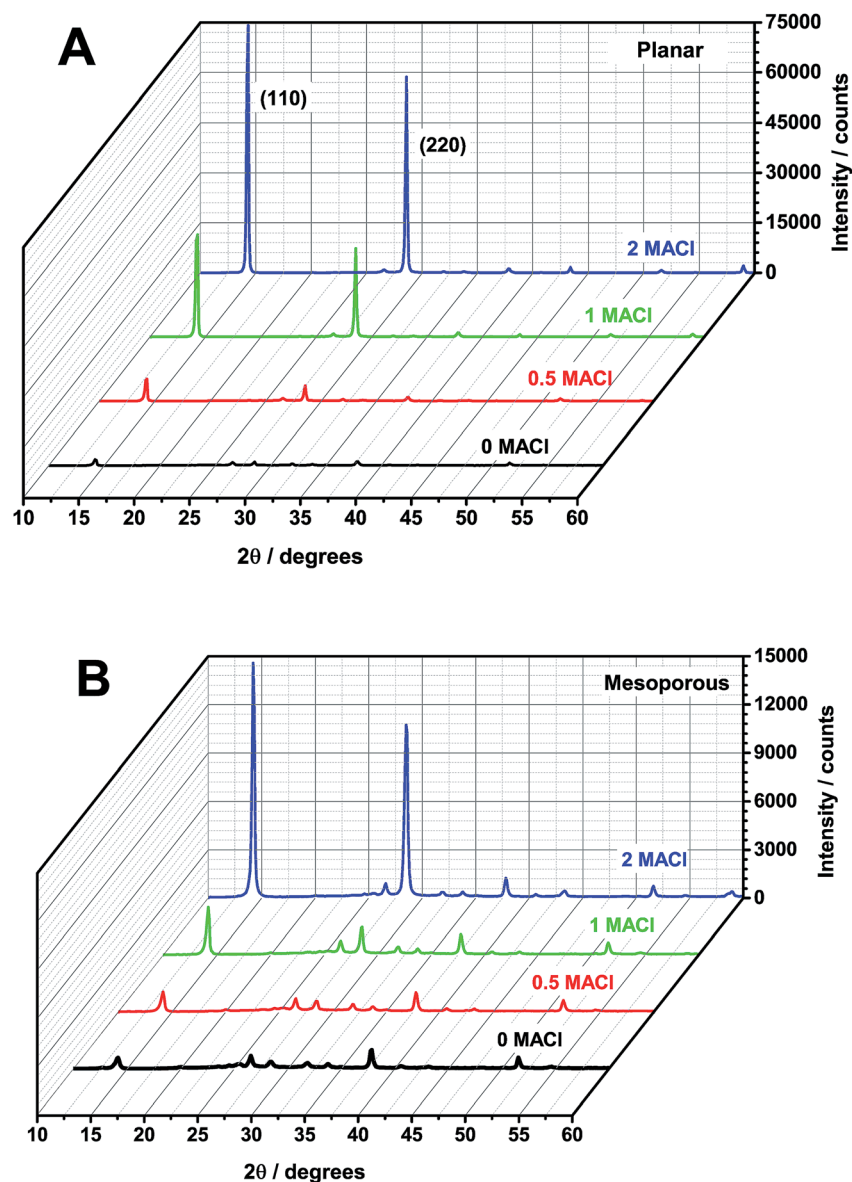 A
Planar
75000
60000
45000
30000
15000
0
Intensity / counts
(110)
(220)
2 MACl
1 MACl
0.5 MACl
0 MACl
10 15 20 25 30 35 40 45 50 55 60
2θ / degrees
B
Mesoporous
15000
12000
9000
6000
3000
0
Intensity / counts
2 MACl
1 MACl
0.5 MACl
0 MACl
10 15 20 25 30 35 40 45 50 55 60
2θ / degrees